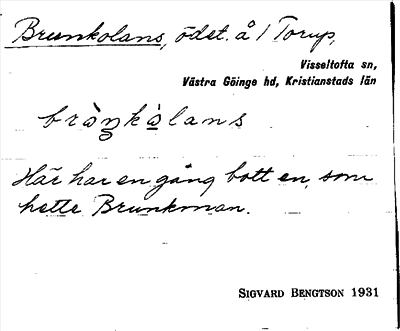 Brunkolans, ödet. å 1 Torup,
Visseltofta sn,
Västra Göinge hd, Kristianstads län
bròŋkòlans
Här har en gång bott en, som
hette Brunkman.
SIGVARD BENGTSON 1931